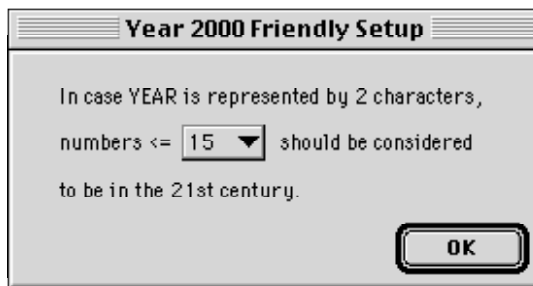 Year 2000 Friendly Setup
In case YEAR is represented by 2 characters,
numbers <= 15 should be considered
to be in the 21st century.
OK